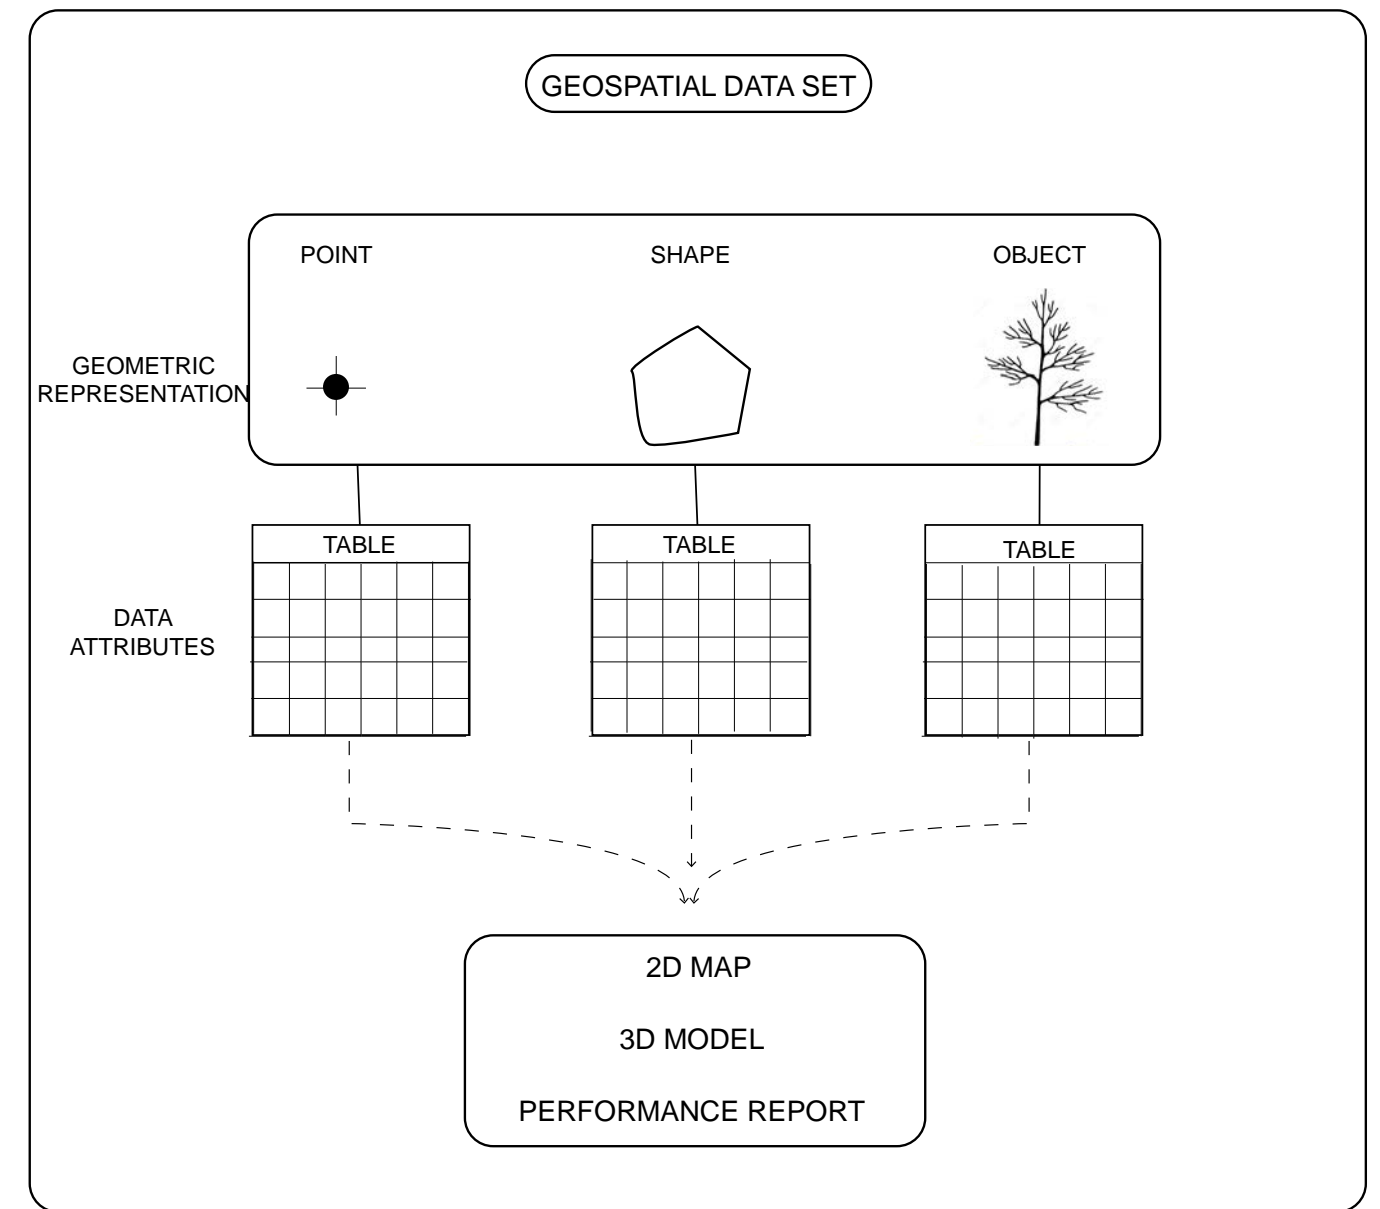 GEOSPATIAL DATA SET
POINT
SHAPE
OBJECT
GEOMETRIC
REPRESENTATION
TABLE
TABLE
TABLE
DATA
ATTRIBUTES
2D MAP
3D MODEL
PERFORMANCE REPORT